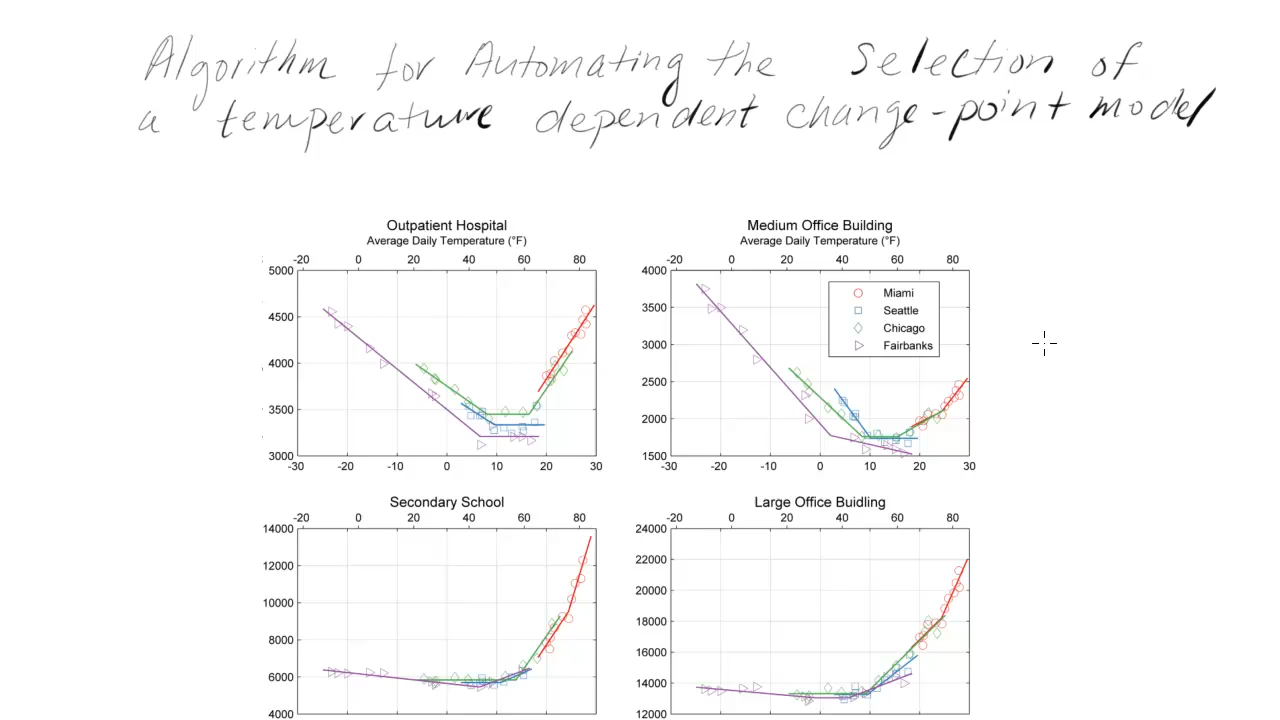 Algorithm for Automating the Selection of
a temperature dependent change-point model
Outpatient Hospital
Average Daily Temperature (°F)
-20 0 20 40 60 80
5000
4500
4000
3500
3000
-30 -20 -10 0 10 20 30
Medium Office Building
Average Daily Temperature (°F)
-20 0 20 40 60 80
4000
3500
3000
2500
2000
1500
Miami
Seattle
Chicago
Fairbanks
-30 -20 -10 0 10 20 30
Secondary School
-20 0 20 40 60 80
14000
12000
10000
8000
6000
4000
Large Office Buidling
-20 0 20 40 60 80
24000
22000
20000
18000
16000
14000
12000